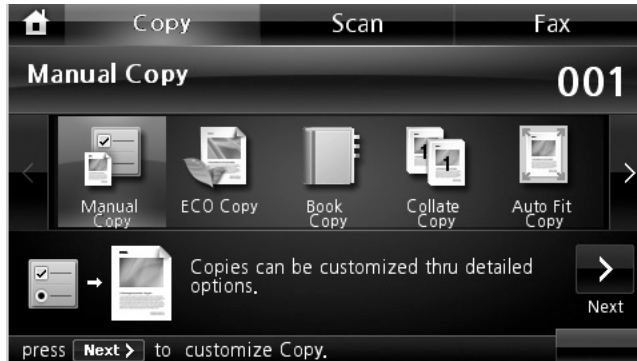 Copy Scan Fax
Manual Copy 001
Manual Copy ECO Copy Book Copy Collate Copy Auto Fit Copy
Copies can be customized thru detailed
options.
Next
press Next > to customize Copy.